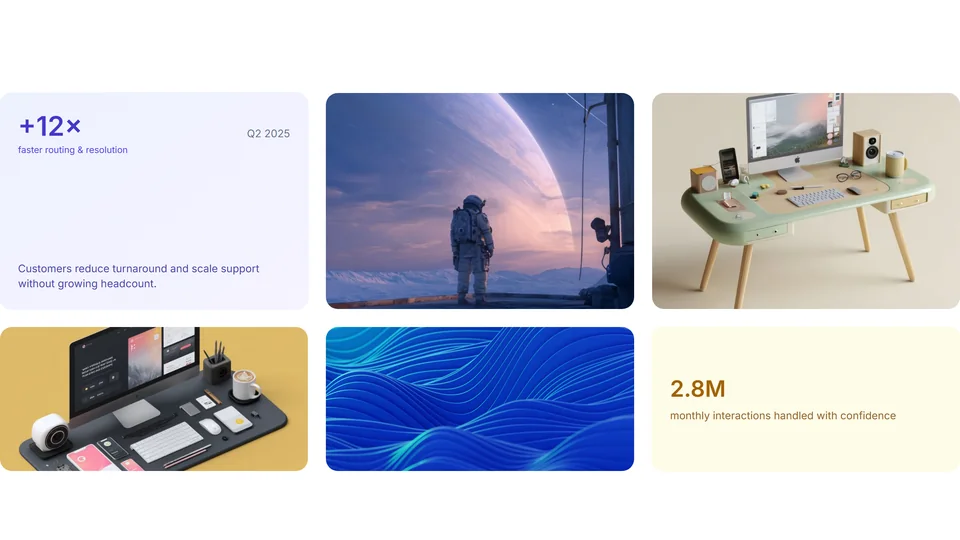 +12×
Q2 2025
faster routing & resolution
Customers reduce turnaround and scale support
without growing headcount.
2.8M
monthly interactions handled with confidence